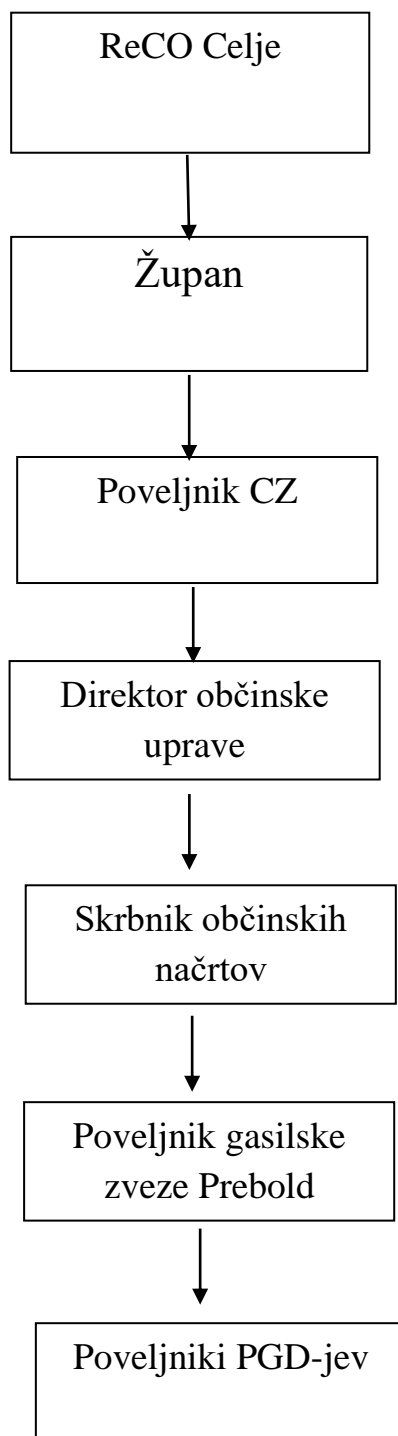 ReCO Celje
Župan
Poveljnik CZ
Direktor občinske
uprave
Skrbnik občinskih
načrtov
Poveljnik gasilske
zveze Prebold
Poveljniki PGD-jev